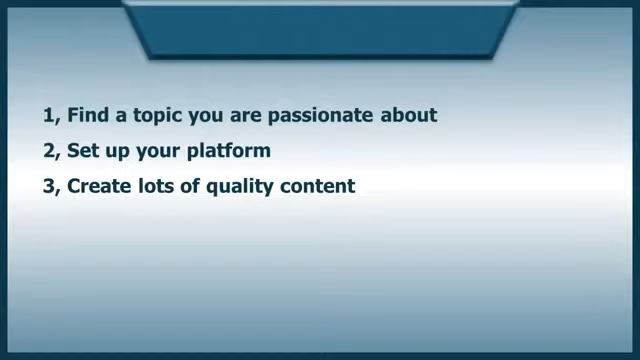 1, Find a topic you are passionate about
2, Set up your platform
3, Create lots of quality content